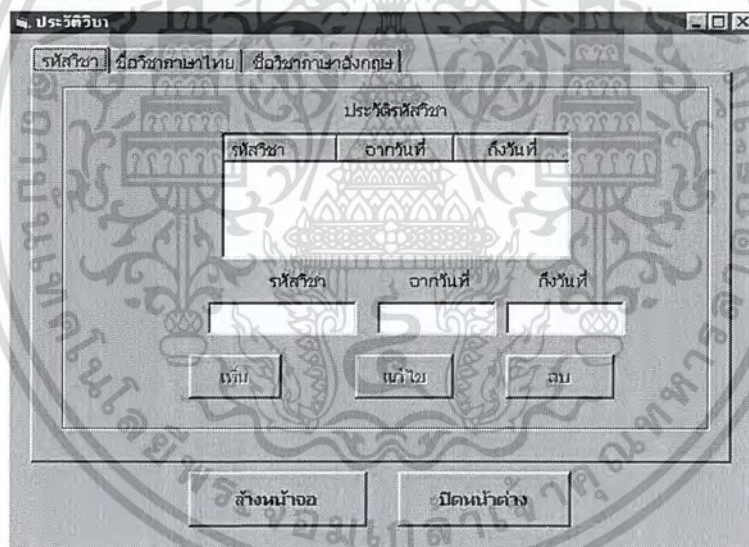 ประวัติวิชา
รหัสวิชา ชื่อวิชาภาษาไทย ชื่อวิชาภาษาอังกฤษ
ประวัติรหัสวิชา
รหัสวิชา จากวันที่ ถึงวันที่
รหัสวิชา จากวันที่ ถึงวันที่
เพิ่ม แก้ไข ลบ
ล้างหน้าจอ ปิดหน้าต่าง